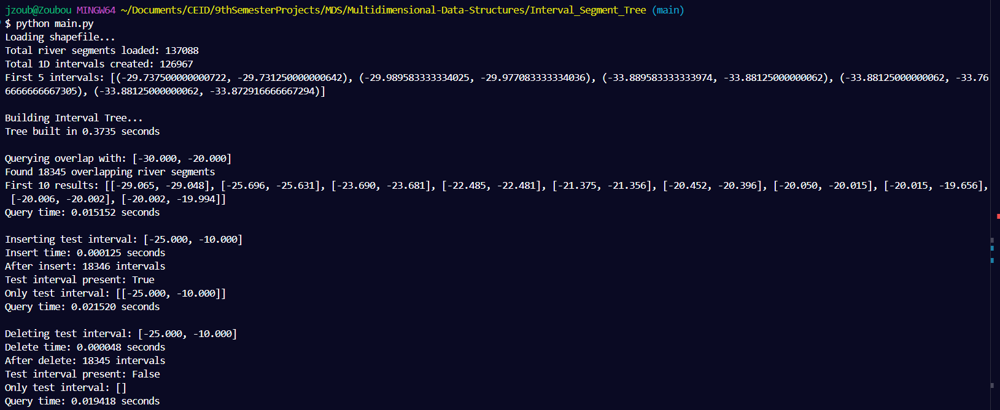 jzoub@Zoubou MINGW64 ~/Documents/CEID/9thSemesterProjects/MDS/Multidimensional-Data-Structures/Interval_Segment_Tree (main)
$ python main.py
Loading shapefile...
Total river segments loaded: 137088
Total 1D intervals created: 126967
First 5 intervals: [(-29.737500000000722, -29.731250000000642), (-29.989583333334025, -29.977083333334036), (-33.889583333333974, -33.88125000000062), (-33.88125000000062, -33.76
6666666667305), (-33.88125000000062, -33.872916666667294)]

Building Interval Tree...
Tree built in 0.3735 seconds

Querying overlap with: [-30.000, -20.000]
Found 18345 overlapping river segments
First 10 results: [[-29.065, -29.048], [-25.696, -25.631], [-23.690, -23.681], [-22.485, -22.481], [-21.375, -21.356], [-20.452, -20.396], [-20.050, -20.015], [-20.015, -19.656],
[-20.006, -20.002], [-20.002, -19.994]]
Query time: 0.015152 seconds

Inserting test interval: [-25.000, -10.000]
Insert time: 0.000125 seconds
After insert: 18346 intervals
Test interval present: True
Only test interval: [[-25.000, -10.000]]
Query time: 0.021520 seconds

Deleting test interval: [-25.000, -10.000]
Delete time: 0.000048 seconds
After delete: 18345 intervals
Test interval present: False
Only test interval: []
Query time: 0.019418 seconds